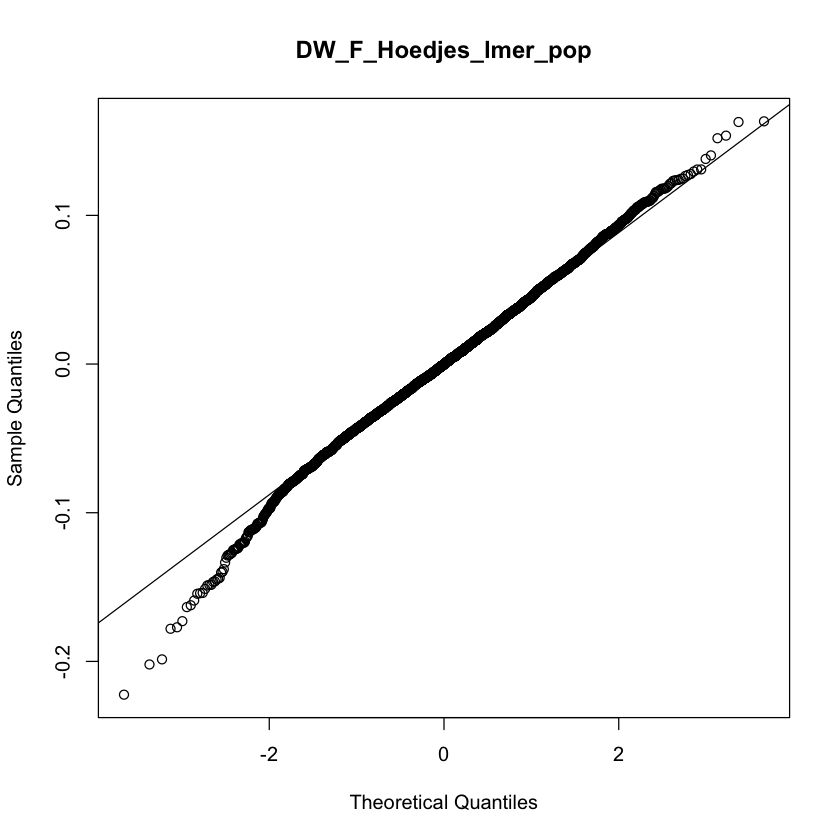 DW_F_Hoedjes_lmer_pop
0.1
0.0
-0.1
-0.2
Sample Quantiles
-2
0
2
Theoretical Quantiles